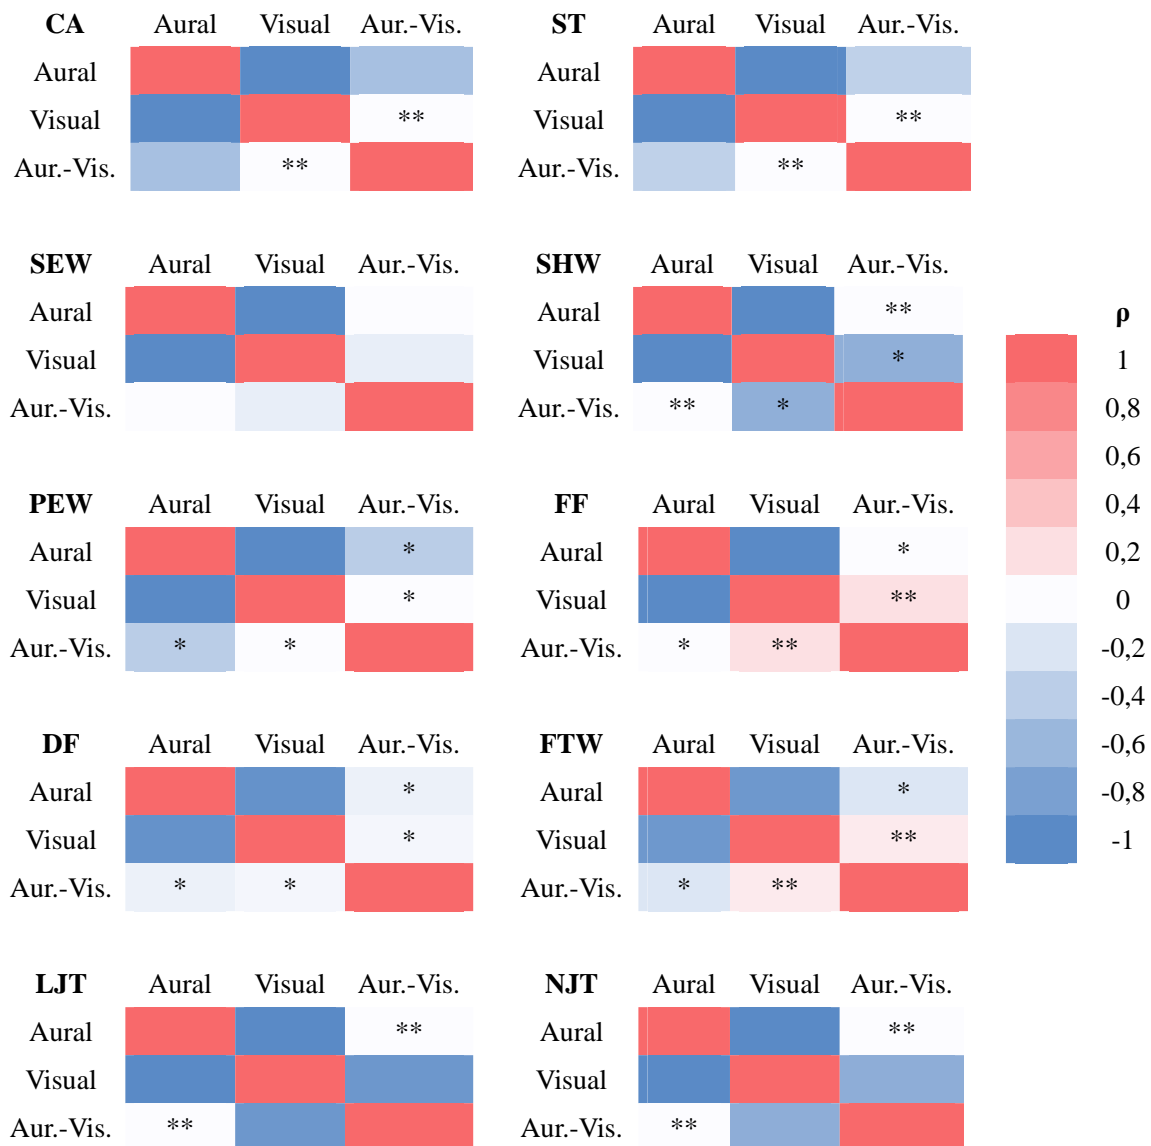 CA Aural Visual Aur.-Vis. ST Aural Visual Aur.-Vis.
Aural Aural
Visual ** Visual **
Aur.-Vis. ** Aur.-Vis. **
SEW Aural Visual Aur.-Vis. SHW Aural Visual Aur.-Vis.
Aural Aural ** ρ
Visual Visual * 1
Aur.-Vis. Aur.-Vis. ** * 0,8
0,6
PEW Aural Visual Aur.-Vis. FF Aural Visual Aur.-Vis. 0,4
Aural * Aural * 0,2
Visual * Visual ** 0
Aur.-Vis. * * Aur.-Vis. * ** -0,2
-0,4
DF Aural Visual Aur.-Vis. FTW Aural Visual Aur.-Vis. -0,6
Aural * Aural * -0,8
Visual * Visual ** -1
Aur.-Vis. * * Aur.-Vis. * **
LJT Aural Visual Aur.-Vis. NJT Aural Visual Aur.-Vis.
Aural ** Aural **
Visual Visual
Aur.-Vis. ** Aur.-Vis. **